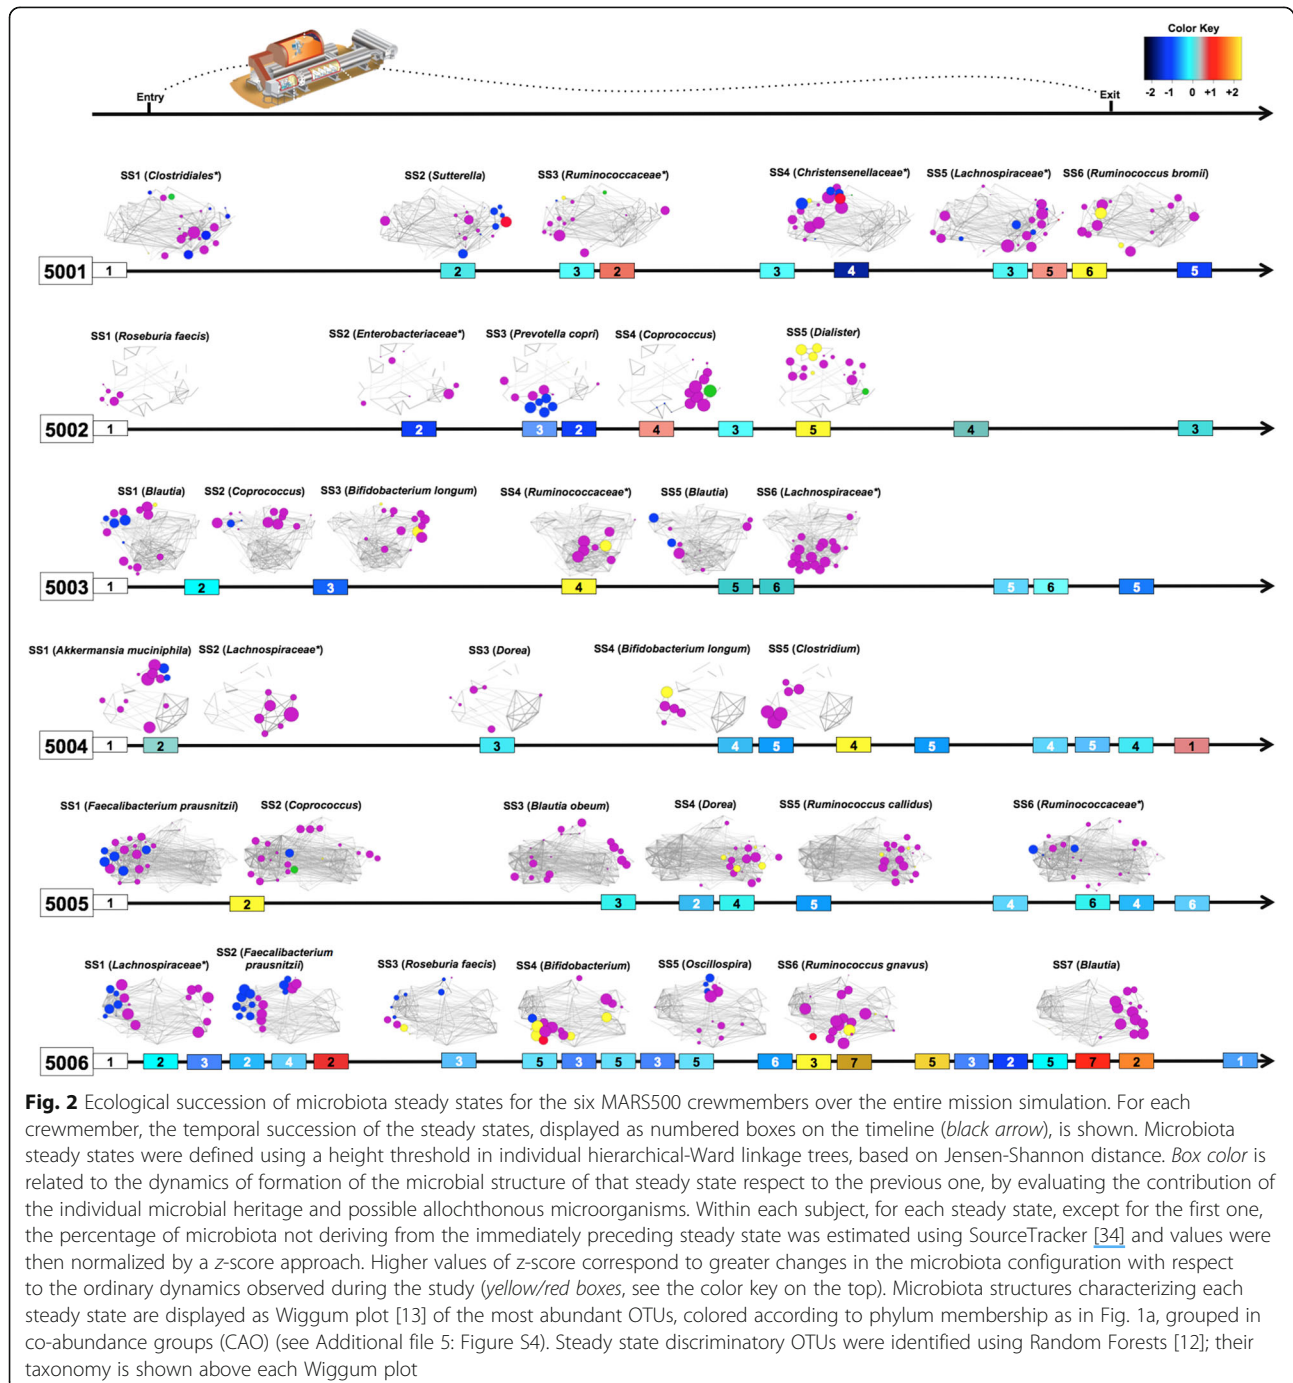 Color Key
-2 -1 0 +1 +2
Entry
Exit
SS1 (Clostridiales*)
SS2 (Sutterella)
SS3 (Ruminococcaceae*)
SS4 (Christensenellaceae*)
SS5 (Lachnospiraceae*)
SS6 (Ruminococcus bromii)
5001 1 2 3 2 3 4 3 5 6 5
SS1 (Roseburia faecis)
SS2 (Enterobacteriaceae*)
SS3 (Prevotella copri)
SS4 (Coprococcus)
SS5 (Dialister)
5002 1 2 3 2 4 3 5 4 3
SS1 (Blautia)
SS2 (Coprococcus)
SS3 (Bifidobacterium longum)
SS4 (Ruminococcaceae*)
SS5 (Blautia)
SS6 (Lachnospiraceae*)
5003 1 2 3 4 5 6 5 6 5
SS1 (Akkermansia muciniphila)
SS2 (Lachnospiraceae*)
SS3 (Dorea)
SS4 (Bifidobacterium longum)
SS5 (Clostridium)
5004 1 2 3 4 5 4 5 4 5 4 1
SS1 (Faecalibacterium prausnitzii)
SS2 (Coprococcus)
SS3 (Blautia obeum)
SS4 (Dorea)
SS5 (Ruminococcus callidus)
SS6 (Ruminococcaceae*)
5005 1 2 3 2 4 5 4 6 4 6
SS1 (Lachnospiraceae*)
SS2 (Faecalibacterium
prausnitzii)
SS3 (Roseburia faecis)
SS4 (Bifidobacterium)
SS5 (Oscillospira)
SS6 (Ruminococcus gnavus)
SS7 (Blautia)
5006 1 2 3 2 4 2 3 5 3 5 3 5 6 3 7 5 3 2 5 7 2 1
Fig. 2 Ecological succession of microbiota steady states for the six MARS500 crewmembers over the entire mission simulation. For each
crewmember, the temporal succession of the steady states, displayed as numbered boxes on the timeline (black arrow), is shown. Microbiota
steady states were defined using a height threshold in individual hierarchical-Ward linkage trees, based on Jensen-Shannon distance. Box color is
related to the dynamics of formation of the microbial structure of that steady state respect to the previous one, by evaluating the contribution of
the individual microbial heritage and possible allochthonous microorganisms. Within each subject, for each steady state, except for the first one,
the percentage of microbiota not deriving from the immediately preceding steady state was estimated using SourceTracker [34] and values were
then normalized by a z-score approach. Higher values of z-score correspond to greater changes in the microbiota configuration with respect
to the ordinary dynamics observed during the study (yellow/red boxes, see the color key on the top). Microbiota structures characterizing each
steady state are displayed as Wiggum plot [13] of the most abundant OTUs, colored according to phylum membership as in Fig. 1a, grouped in
co-abundance groups (CAO) (see Additional file 5: Figure S4). Steady state discriminatory OTUs were identified using Random Forests [12]; their
taxonomy is shown above each Wiggum plot